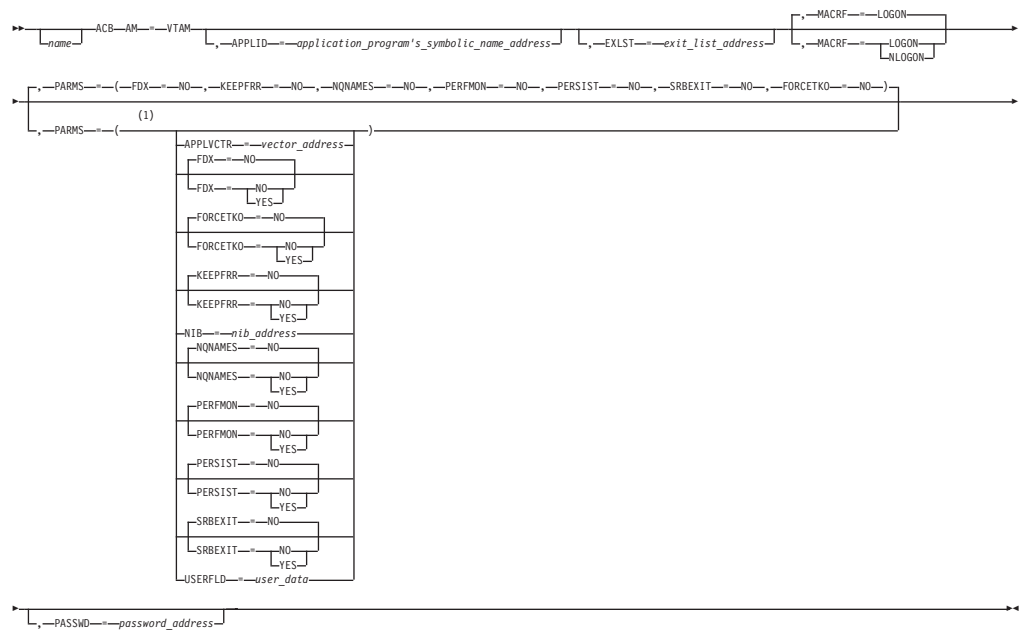 ACB AM = VTAM
name
, APPLID = application_program's_symbolic_name_address
, EXLST = exit_list_address
, MACRF = LOGON
, MACRF = LOGON
NLOGON
, PARMS = ( FDX = NO , KEEPFRR = NO , NQNAMES = NO , PERFMON = NO , PERSIST = NO , SRBEXIT = NO , FORCETKO = NO )
(1)
, PARMS = ( )
APPLVCTR = vector_address
FDX = NO
FDX = NO
YES
FORCETKO = NO
FORCETKO = NO
YES
KEEPFRR = NO
KEEPFRR = NO
YES
NIB = nib_address
NQNAMES = NO
NQNAMES = NO
YES
PERFMON = NO
PERFMON = NO
YES
PERSIST = NO
PERSIST = NO
YES
SRBEXIT = NO
SRBEXIT = NO
YES
USERFLD = user_data
, PASSWD = password_address